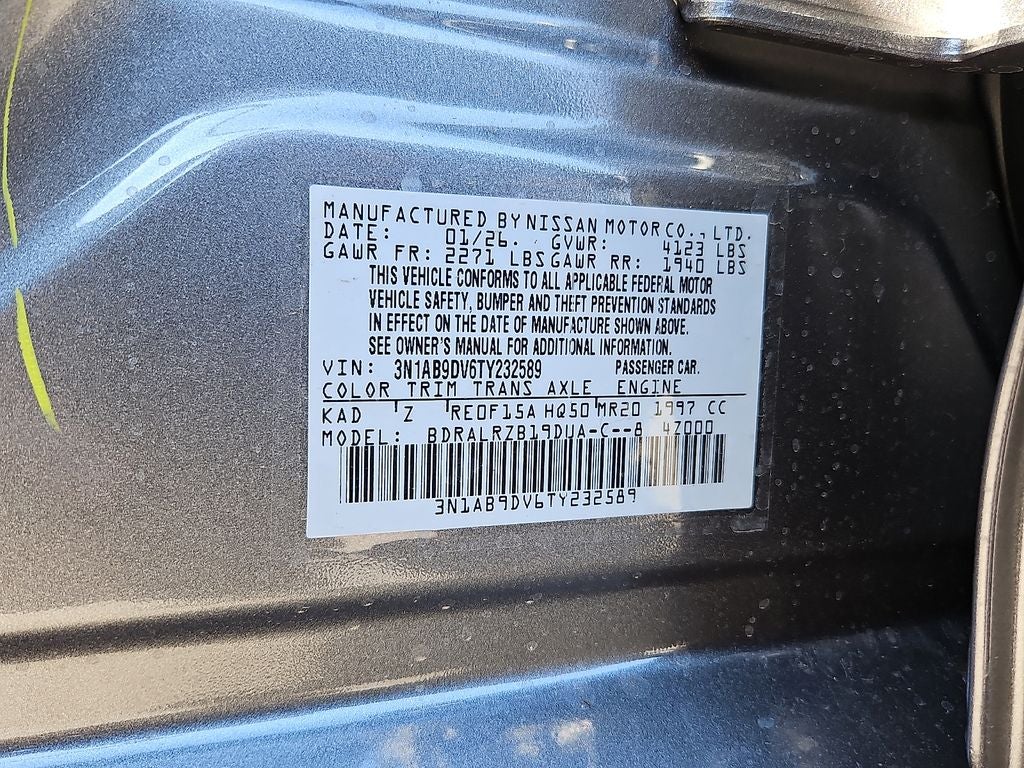 MANUFACTURED BY NISSAN MOTOR CO., LTD.
DATE: 01/26. GVWR: 4123 LBS
GAWR FR: 2271 LBS GAWR RR: 1940 LBS
THIS VEHICLE CONFORMS TO ALL APPLICABLE FEDERAL MOTOR
VEHICLE SAFETY, BUMPER AND THEFT PREVENTION STANDARDS
IN EFFECT ON THE DATE OF MANUFACTURE SHOWN ABOVE.
SEE OWNER'S MANUAL FOR ADDITIONAL INFORMATION.
VIN: 3N1AB9DV6TY232589 PASSENGER CAR.
COLOR TRIM TRANS AXLE ENGINE
KAD Z RE0F15A HQ50 MR20 1997 CC
MODEL: BDRALRZB19DUA-C--8 4Z000
3N1AB9DV6TY232589